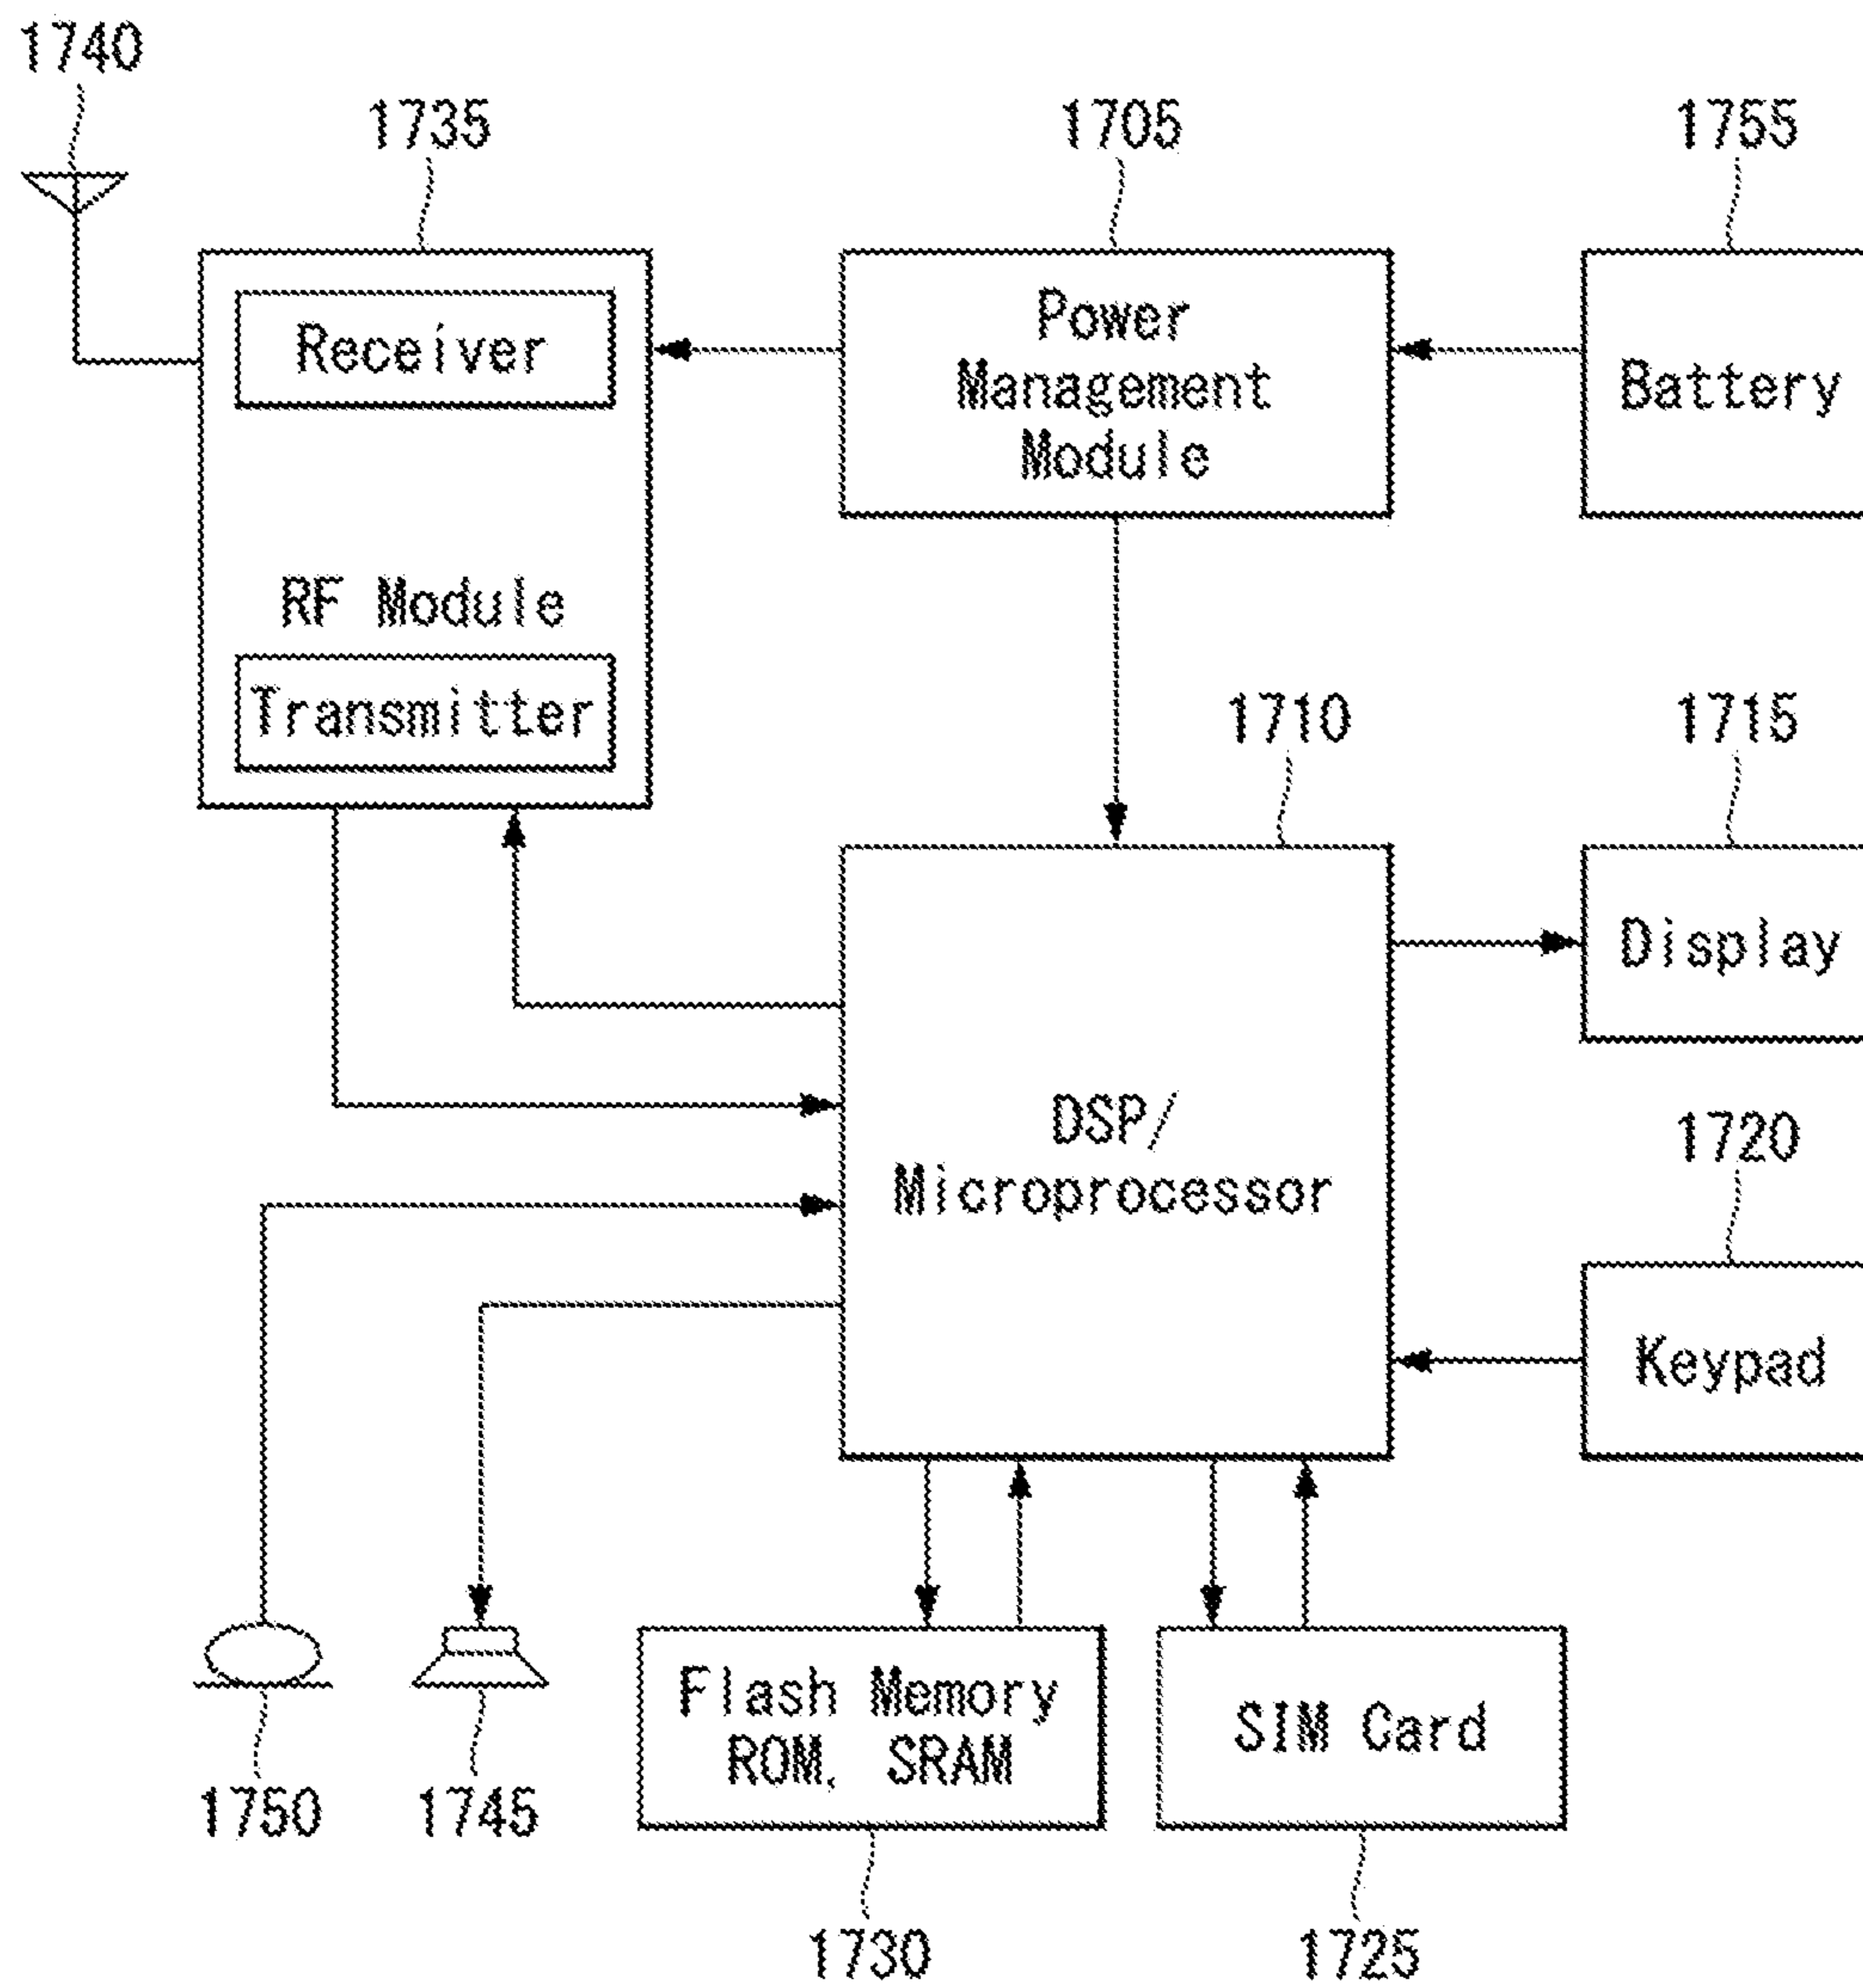 1740
1735
1705
1755
Receiver
RF Module
Transmitter
Power
Management
Module
Battery
1710
1715
DSP/
Microprocessor
Display
1720
Keypad
Flash Memory
ROM, SRAM
SIM Card
1750
1745
1730
1725